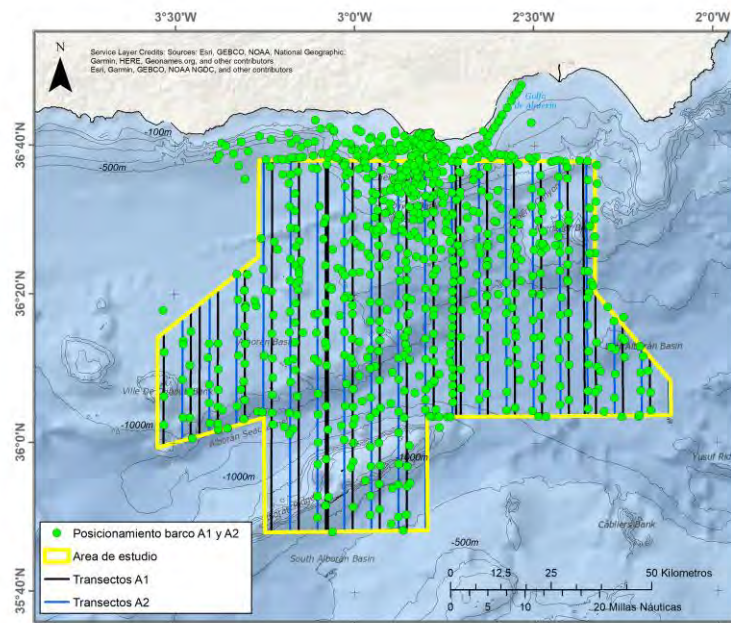 3°30'W 3°0'W 2°30'W 2°0'W
N
Service Layer Credits: Sources: Esri, GEBCO, NOAA, National Geographic,
Garmin, HERE, Geonames.org, and other contributors
Esri, Garmin, GEBCO, NOAA NGDC, and other contributors
Golfo
de Almería
36°40'N
-100m
-500m
36°20'N
Alboran Basin
Alboran Basin
Ville De
-1000m
36°0'N
Alboran
-1000m
-1000m
Yusuf Rid
Cabliers Bank
-500m
South Alboran Basin
35°40'N
Posicionamiento barco A1 y A2
Area de estudio
Transectos A1
Transectos A2
0 12,5 25 50 Kilometros
0 5 10 20 Millas Náuticas